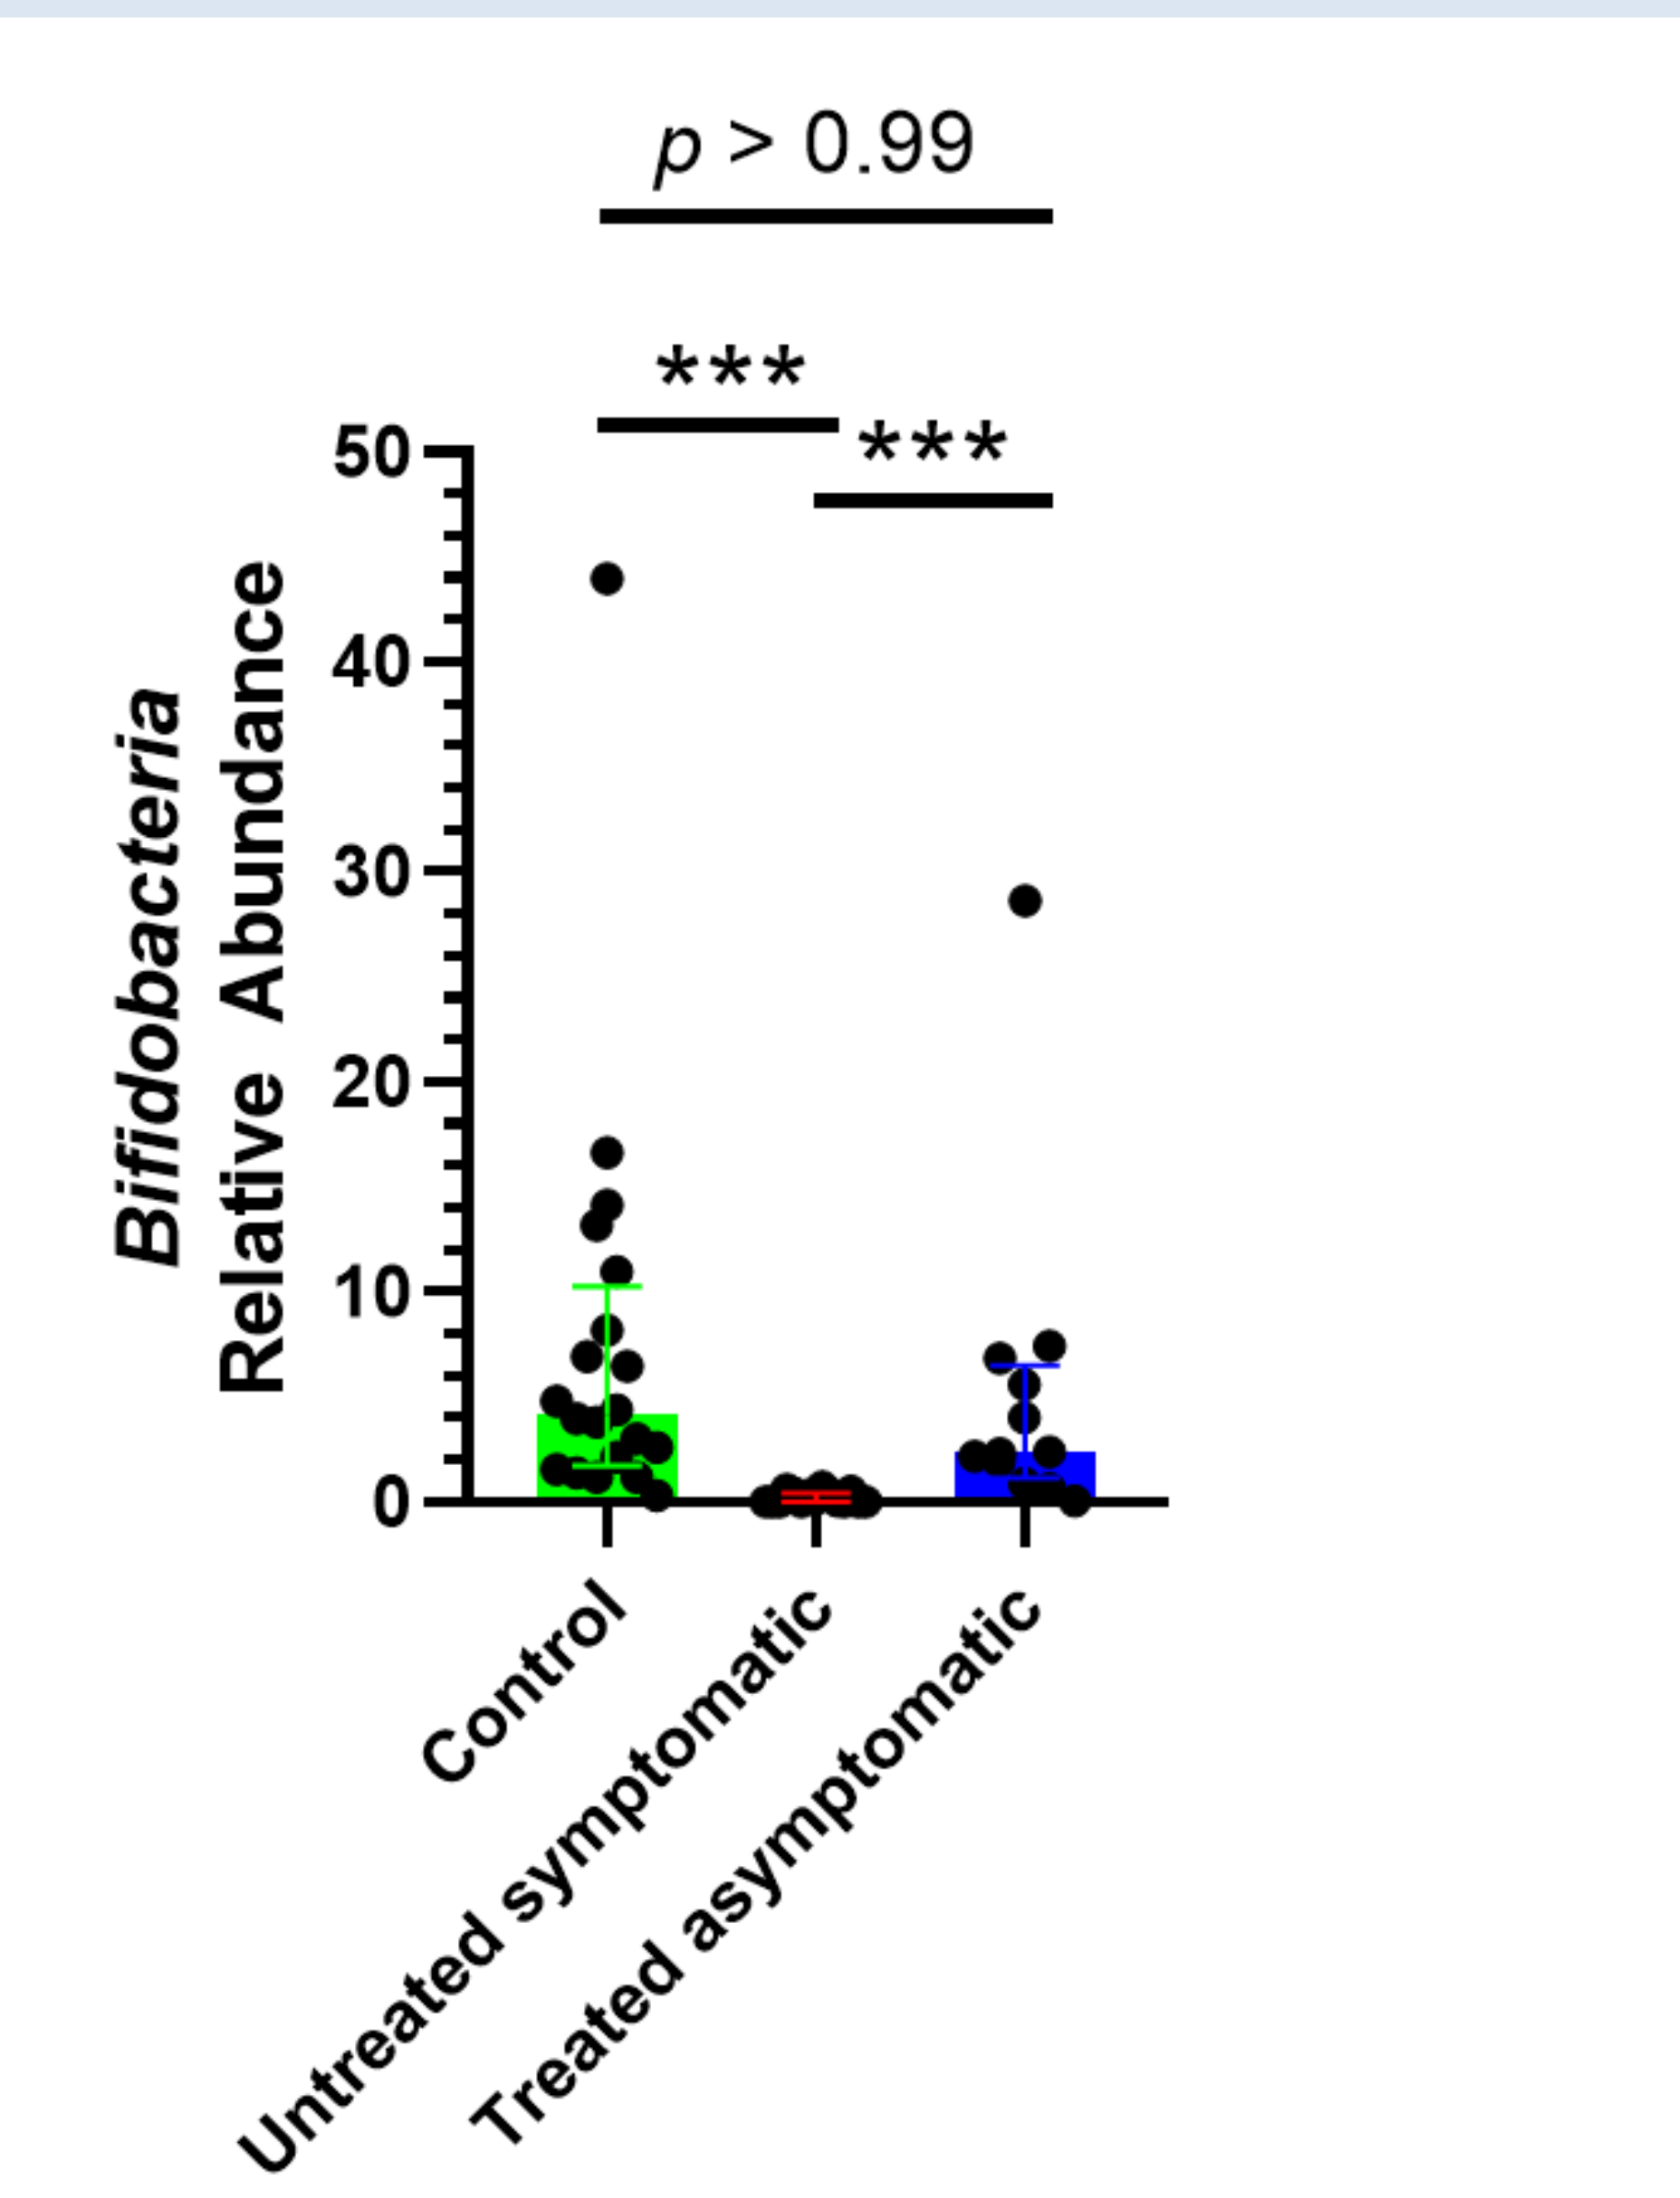 p > 0.99
***
***
Bifidobacteria
Relative Abundance
50
40
30
20
10
0
Control
Untreated symptomatic
Treated asymptomatic